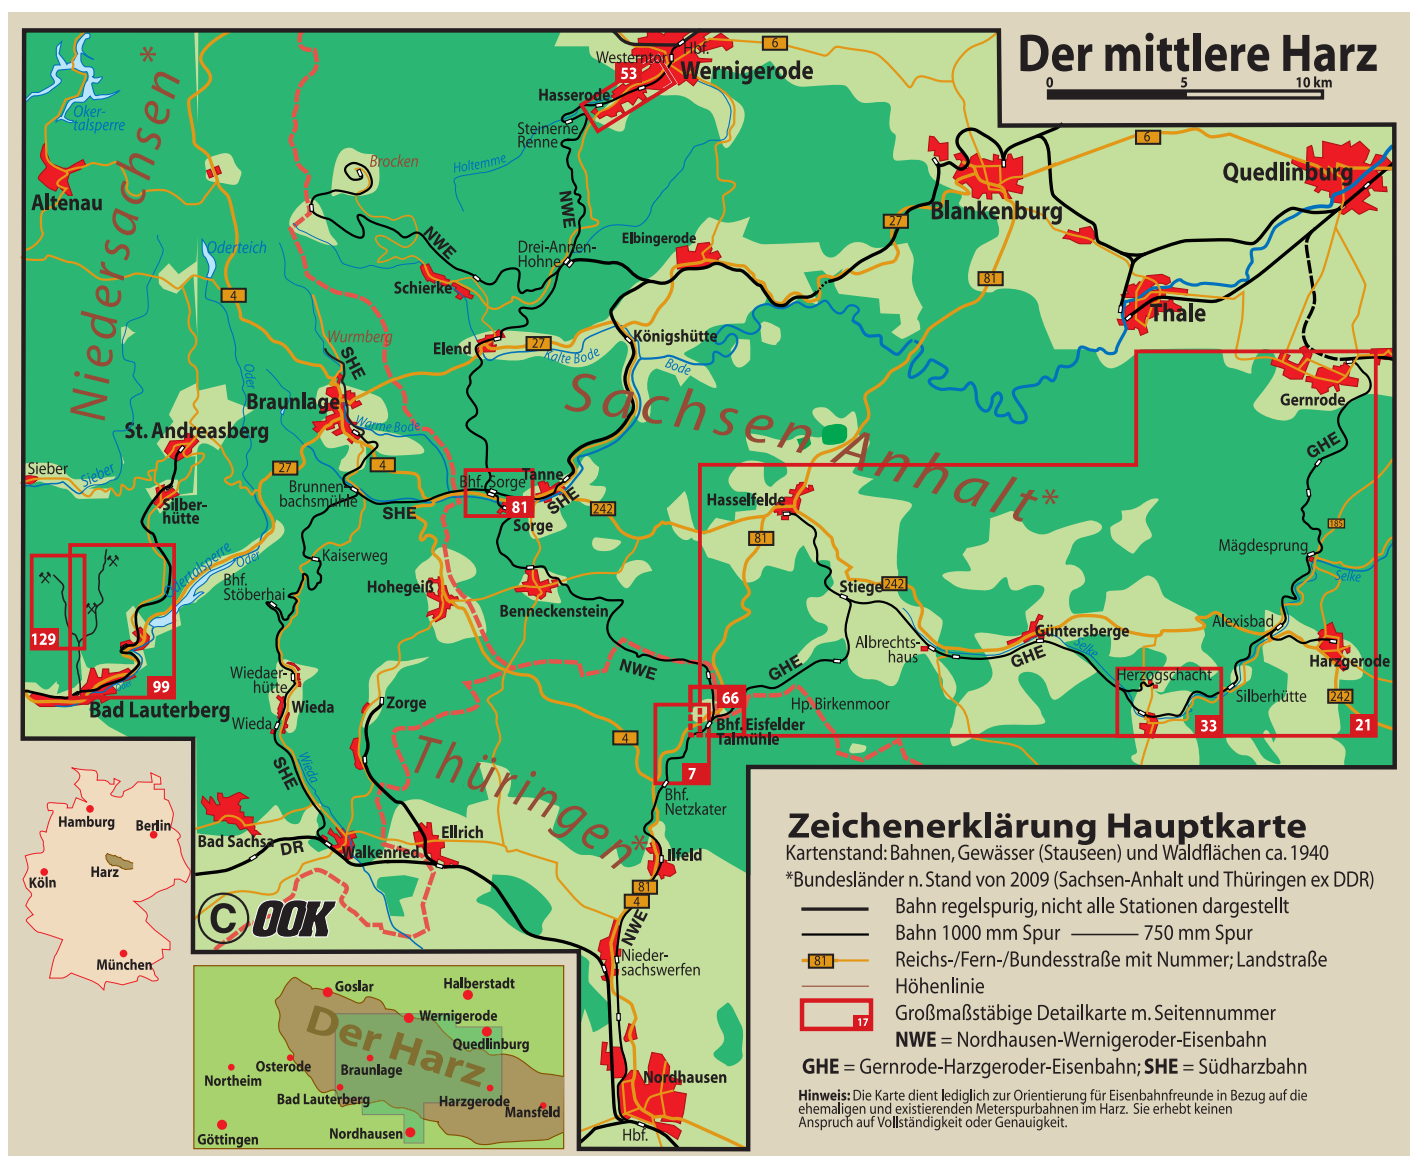 Der mittlere Harz
0 5 10 km
Niedersachsen*
Sachsen Anhalt*
Thüringen*
Westerntor
Hbf.
6
53
Wernigerode
Hasserode
Steinerne
Renne
Oker-
talsperre
Altenau
Brocken
Holtemme
NWE
6
Quedlinburg
Blankenburg
27
81
NWE
Drei-Annen-
Hohne
Elbingerode
Oderteich
4
Schierke
Thale
Wurmberg
SHE
Elend
27
Kalte Bode
Königshütte
Bode
Oder
Braunlage
Warme Bode
Gernrode
GHE
St. Andreasberg
Sieber
Sieber
27
4
Brunnen-
bachsmühle
Bhf. Sorge
Tanne
81
Sorge
SHE
SHE
242
Silber-
hütte
Hasselfelde
81
185
Mägdesprung
Selke
Odertalsperre
Oder
Kaiserweg
Bhf.
Stöberhai
Hohegeiß
Benneckenstein
Stiege
242
Albrechts-
haus
Güntersberge
GHE
Selke
Alexisbad
Harzgerode
129
99
Oder
Bad Lauterberg
Wiedaer-
hütte
Wieda
Wieda
Zorge
NWE
GHE
66
Hp. Birkenmoor
Bhf. Eisfelder
Talmühle
Herzogschacht
33
Silberhütte
242
21
4
7
Bhf.
Netzkater
SHE
Wieda
Bad Sachsa
DR
Walkenried
Ellrich
Ilfeld
81
4
NWE
Nieder-
sachswerfen
Nordhausen
Hbf.
© OOK
Hamburg
Berlin
Harz
Köln
München
Der Harz
Goslar
Halberstadt
Wernigerode
Quedlinburg
Osterode
Braunlage
Northeim
Bad Lauterberg
Harzgerode
Mansfeld
Göttingen
Nordhausen
Zeichenerklärung Hauptkarte
Kartenstand: Bahnen, Gewässer (Stauseen) und Waldflächen ca. 1940
*Bundesländer n. Stand von 2009 (Sachsen-Anhalt und Thüringen ex DDR)
Bahn regelspurig, nicht alle Stationen dargestellt
Bahn 1000 mm Spur 750 mm Spur
81 Reichs-/Fern-/Bundesstraße mit Nummer; Landstraße
Höhenlinie
17 Großmaßstäbige Detailkarte m. Seitennummer
NWE = Nordhausen-Wernigeroder-Eisenbahn
GHE = Gernrode-Harzgeroder-Eisenbahn; SHE = Südharzbahn
Hinweis: Die Karte dient lediglich zur Orientierung für Eisenbahnfreunde in Bezug auf die
ehemaligen und existierenden Meterspurbahnen im Harz. Sie erhebt keinen
Anspruch auf Vollständigkeit oder Genauigkeit.